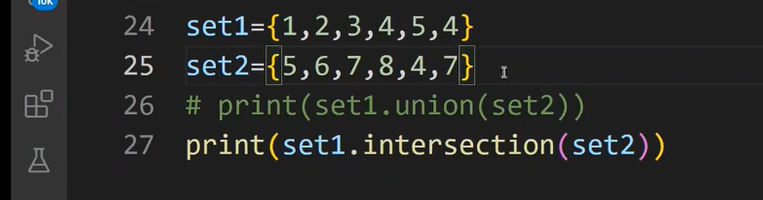 10K
24 set1={1,2,3,4,5,4}
25 set2={5,6,7,8,4,7}
26 # print(set1.union(set2))
27 print(set1.intersection(set2))